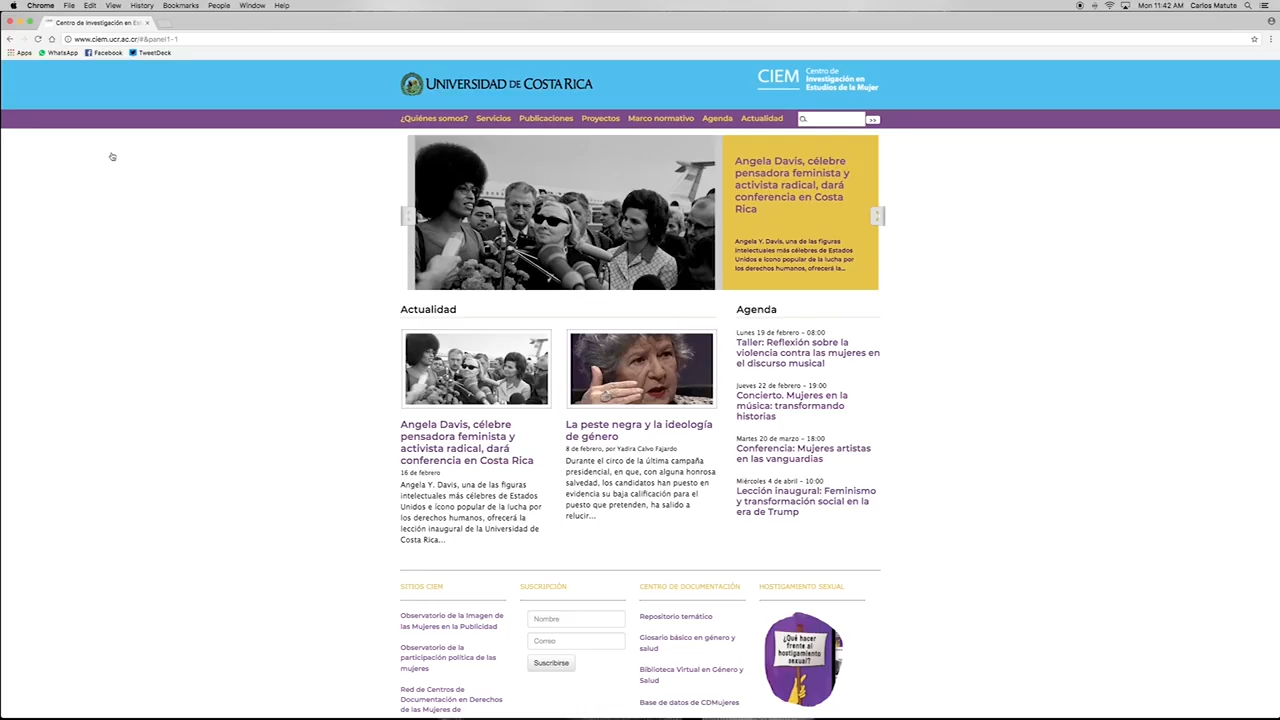 Chrome File Edit View History Bookmarks People Window Help
Mon 11:42 AM Carlos Matute
Centro de Investigación en Est
www.ciem.ucr.ac.cr/#&panel1-1
Apps WhatsApp Facebook TweetDeck
UNIVERSIDAD DE COSTA RICA
CIEM Centro de
Investigación en
Estudios de la Mujer
¿Quiénes somos? Servicios Publicaciones Proyectos Marco normativo Agenda Actualidad >>
Angela Davis, célebre
pensadora feminista y
activista radical, dará
conferencia en Costa
Rica
Angela Y. Davis, una de las figuras
intelectuales más célebres de Estados
Unidos e ícono popular de la lucha por
los derechos humanos, ofrecerá la...
Actualidad
Angela Davis, célebre
pensadora feminista y
activista radical, dará
conferencia en Costa Rica
16 de febrero
Angela Y. Davis, una de las figuras
intelectuales más célebres de Estados
Unidos e ícono popular de la lucha por
los derechos humanos, ofrecerá la
lección inaugural de la Universidad de
Costa Rica...
La peste negra y la ideología
de género
8 de febrero, por Yadira Calvo Fajardo
Durante el circo de la última campaña
presidencial, en que, con alguna honrosa
salvedad, los candidatos han puesto en
evidencia su baja calificación para el
puesto que pretenden, ha salido a
relucir...
Agenda
Lunes 19 de febrero - 08:00
Taller: Reflexión sobre la
violencia contra las mujeres en
el discurso musical
Jueves 22 de febrero - 19:00
Concierto. Mujeres en la
música: transformando
historias
Martes 20 de marzo - 18:00
Conferencia: Mujeres artistas
en las vanguardias
Miércoles 4 de abril - 10:00
Lección inaugural: Feminismo
y transformación social en la
era de Trump
SITIOS CIEM
Observatorio de la Imagen de
las Mujeres en la Publicidad
Observatorio de la
participación política de las
mujeres
Red de Centros de
Documentación en Derechos
de las Mujeres de
SUSCRIPCIÓN
Nombre
Correo
Suscribirse
CENTRO DE DOCUMENTACIÓN
Repositorio temático
Glosario básico en género y
salud
Biblioteca Virtual en Género y
Salud
Base de datos de CDMujeres
HOSTIGAMIENTO SEXUAL
¿Qué hacer
frente al
hostigamiento
sexual?